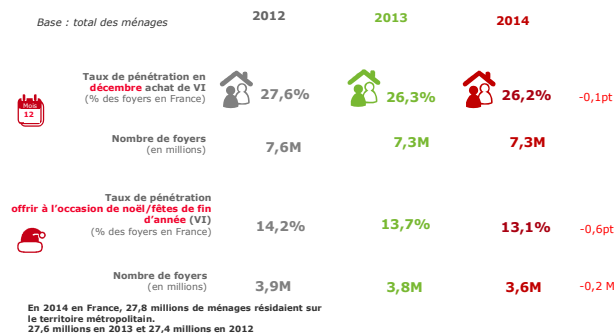 Base : total des ménages
2012
2013
2014
Taux de pénétration en
décembre achat de VI
(% des foyers en France)
Mois
12
27,6%
26,3%
26,2%
-0,1pt
Nombre de foyers
(en millions)
7,6M
7,3M
7,3M
Taux de pénétration
offrir à l'occasion de noël/fêtes de fin
d'année (VI)
(% des foyers en France)
14,2%
13,7%
13,1%
-0,6pt
Nombre de foyers
(en millions)
3,9M
3,8M
3,6M
-0,2 M
En 2014 en France, 27,8 millions de ménages résidaient sur
le territoire métropolitain.
27,6 millions en 2013 et 27,4 millions en 2012